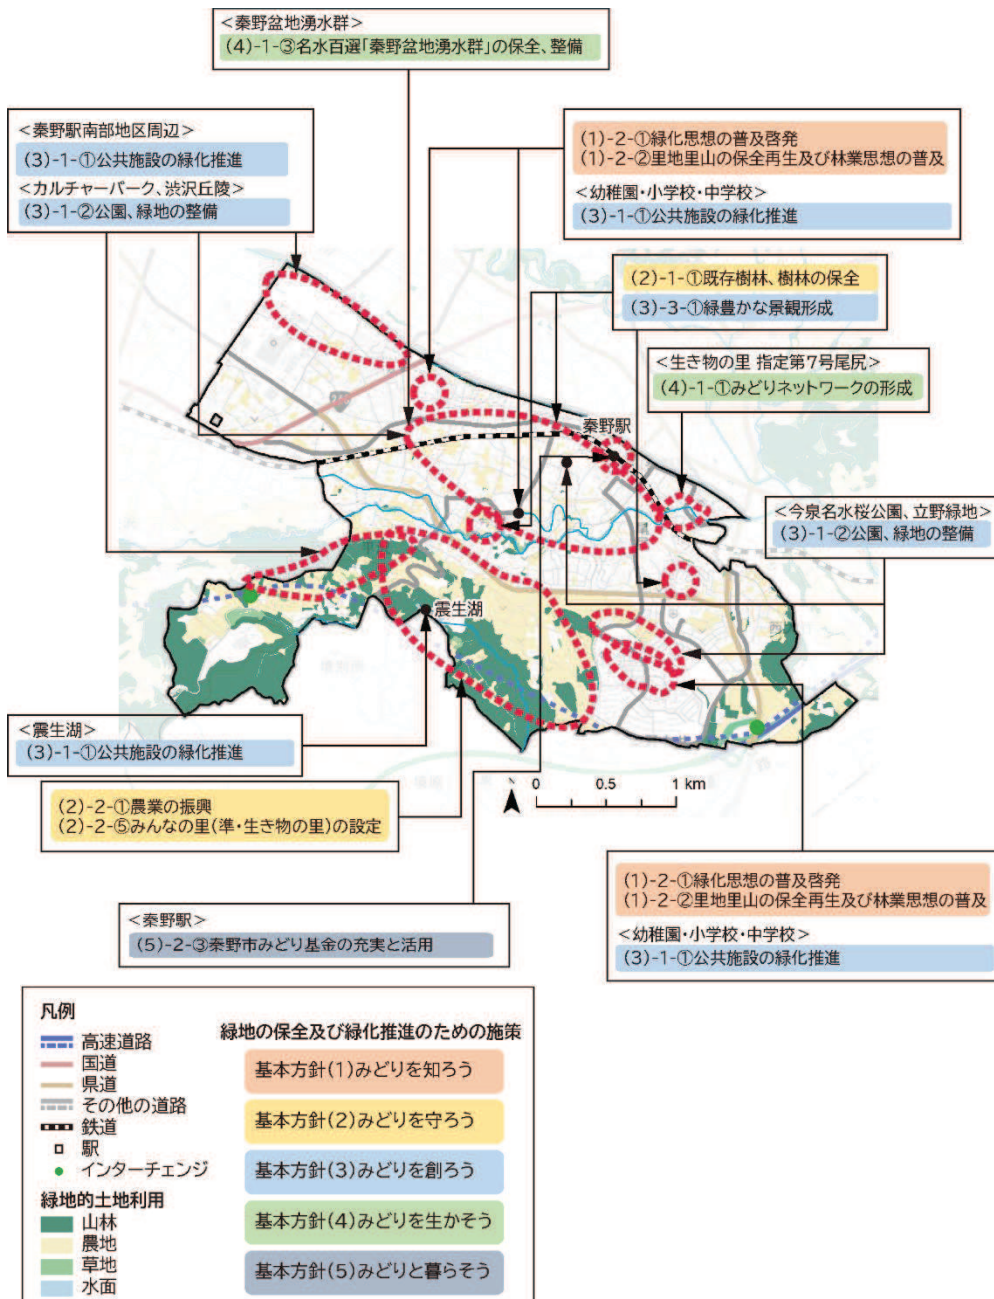 <秦野盆地湧水群>
(4)-1-③名水百選「秦野盆地湧水群」の保全、整備
<秦野駅南部地区周辺>
(3)-1-①公共施設の緑化推進
<カルチャーパーク、渋沢丘陵>
(3)-1-②公園、緑地の整備
(1)-2-①緑化思想の普及啓発
(1)-2-②里地里山の保全再生及び林業思想の普及
<幼稚園・小学校・中学校>
(3)-1-①公共施設の緑化推進
(2)-1-①既存樹林、樹林の保全
(3)-3-①緑豊かな景観形成
<生き物の里 指定第7号尾尻>
(4)-1-①みどりネットワークの形成
秦野駅
<今泉名水桜公園、立野緑地>
(3)-1-②公園、緑地の整備
震生湖
<震生湖>
(3)-1-①公共施設の緑化推進
(2)-2-①農業の振興
(2)-2-⑤みんなの里(準・生き物の里)の設定
N
0 0.5 1 km
(1)-2-①緑化思想の普及啓発
(1)-2-②里地里山の保全再生及び林業思想の普及
<幼稚園・小学校・中学校>
(3)-1-①公共施設の緑化推進
<秦野駅>
(5)-2-③秦野市みどり基金の充実と活用
凡例
高速道路
国道
県道
その他の道路
鉄道
駅
インターチェンジ
緑地的土地利用
山林
農地
草地
水面
緑地の保全及び緑化推進のための施策
基本方針(1)みどりを知ろう
基本方針(2)みどりを守ろう
基本方針(3)みどりを創ろう
基本方針(4)みどりを生かそう
基本方針(5)みどりと暮らそう